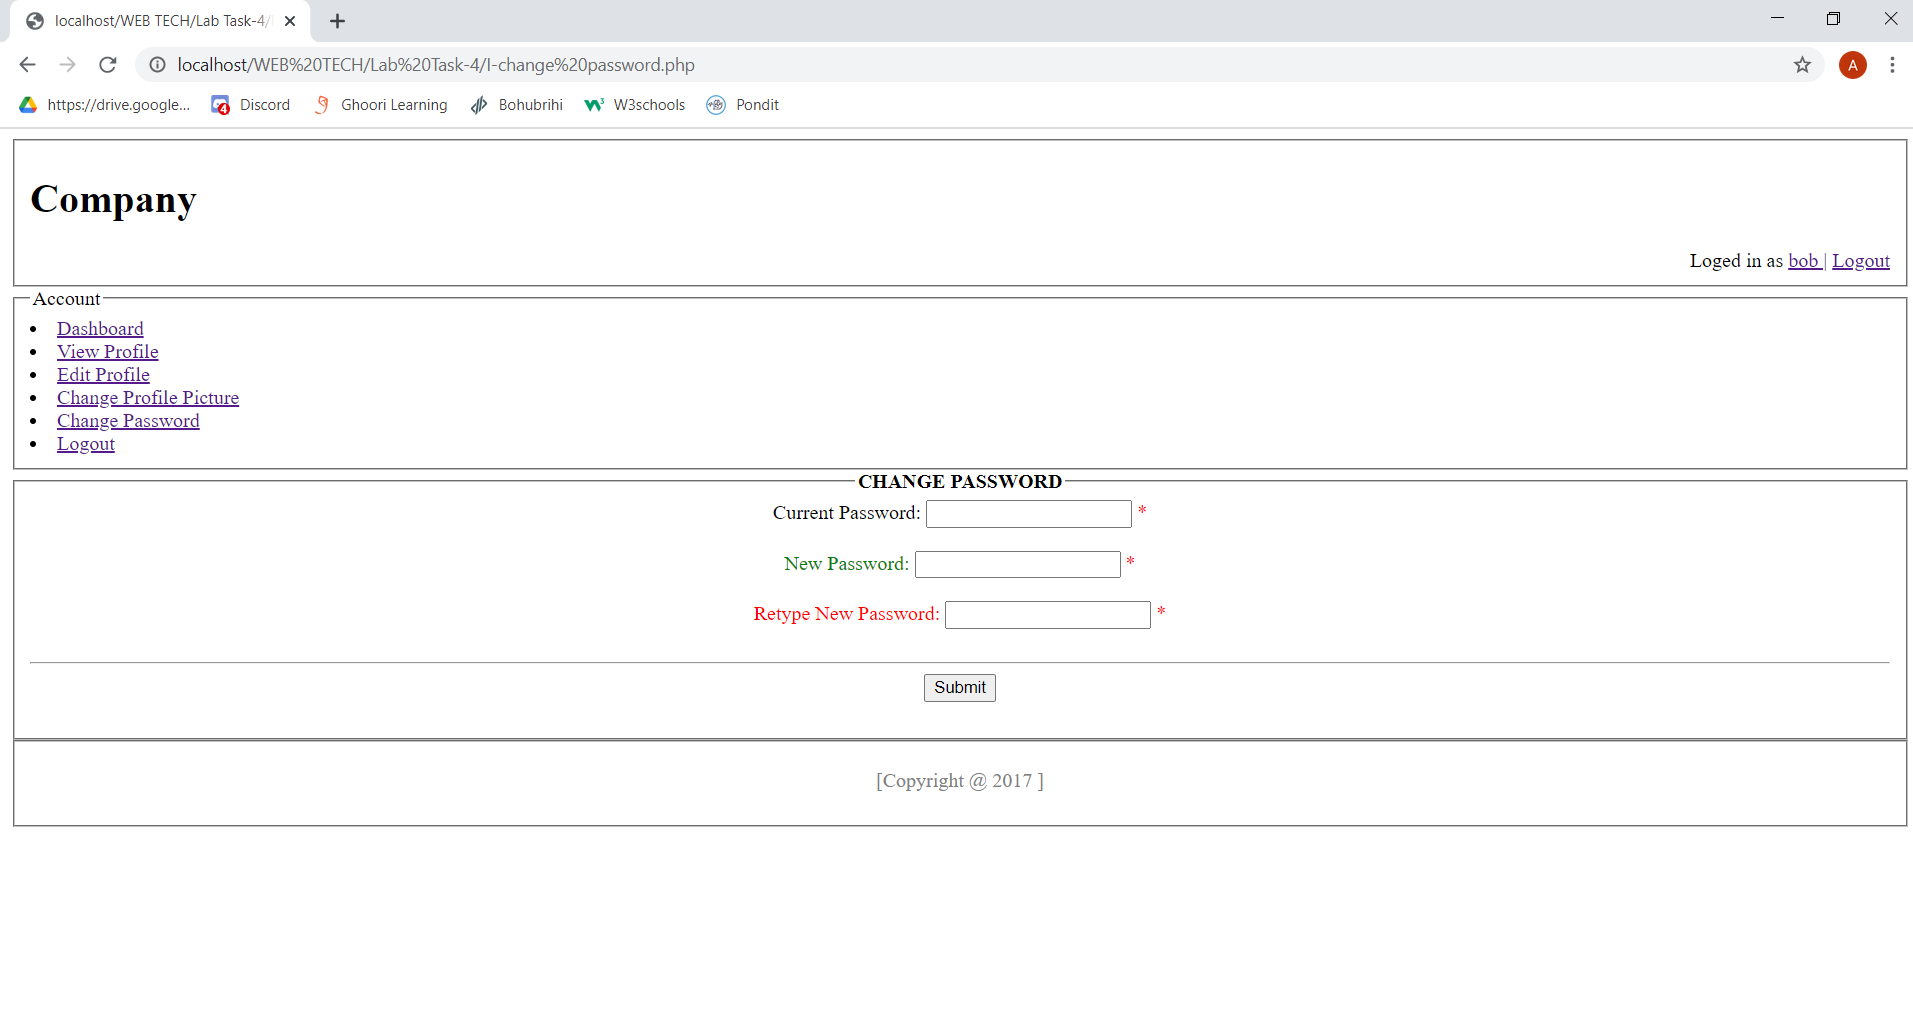 localhost/WEB TECH/Lab Task-4/
localhost/WEB%20TECH/Lab%20Task-4/I-change%20password.php
A
https://drive.google...
4
Discord
Ghoori Learning
Bohubrihi
W3schools
Pondit
Company
Loged in as bob | Logout
Account
Dashboard
View Profile
Edit Profile
Change Profile Picture
Change Password
Logout
CHANGE PASSWORD
Current Password: *
New Password: *
Retype New Password: *
Submit
[Copyright @ 2017 ]